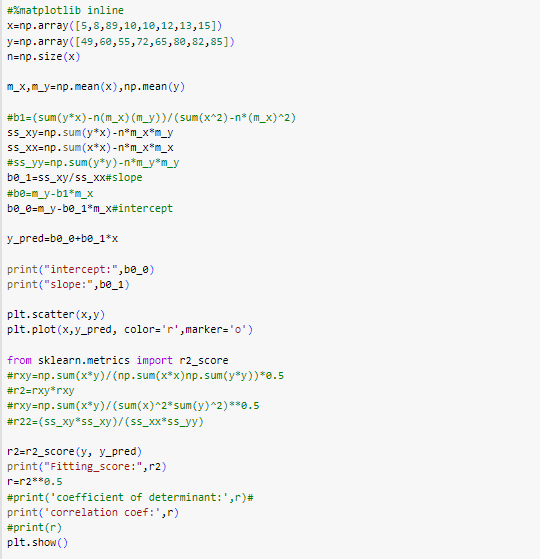 #%matplotlib inline
x=np.array([5,8,89,10,10,12,13,15])
y=np.array([49,60,55,72,65,80,82,85])
n=np.size(x)
m_x,m_y=np.mean(x),np.mean(y)
#b1=(sum(y*x)-n(m_x)(m_y))/(sum(x^2)-n*(m_x)^2)
ss_xy=np.sum(y*x)-n*m_x*m_y
ss_xx=np.sum(x*x)-n*m_x*m_x
#ss_yy=np.sum(y*y)-n*m_y*m_y
b0_1=ss_xy/ss_xx#slope
#b0=m_y-b1*m_x
b0_0=m_y-b0_1*m_x#intercept
y_pred=b0_0+b0_1*x
print("intercept:",b0_0)
print("slope:",b0_1)
plt.scatter(x,y)
plt.plot(x,y_pred, color='r',marker='o')
from sklearn.metrics import r2_score
#rxy=np.sum(x*y)/(np.sum(x*x)np.sum(y*y))*0.5
#r2=rxy*rxy
#rxy=np.sum(x*y)/(sum(x)^2*sum(y)^2)**0.5
#r22=(ss_xy*ss_xy)/(ss_xx*ss_yy)
r2=r2_score(y, y_pred)
print("Fitting_score:",r2)
r=r2**0.5
#print('coefficient of determinant:',r)#
print('correlation coef:',r)
#print(r)
plt.show()